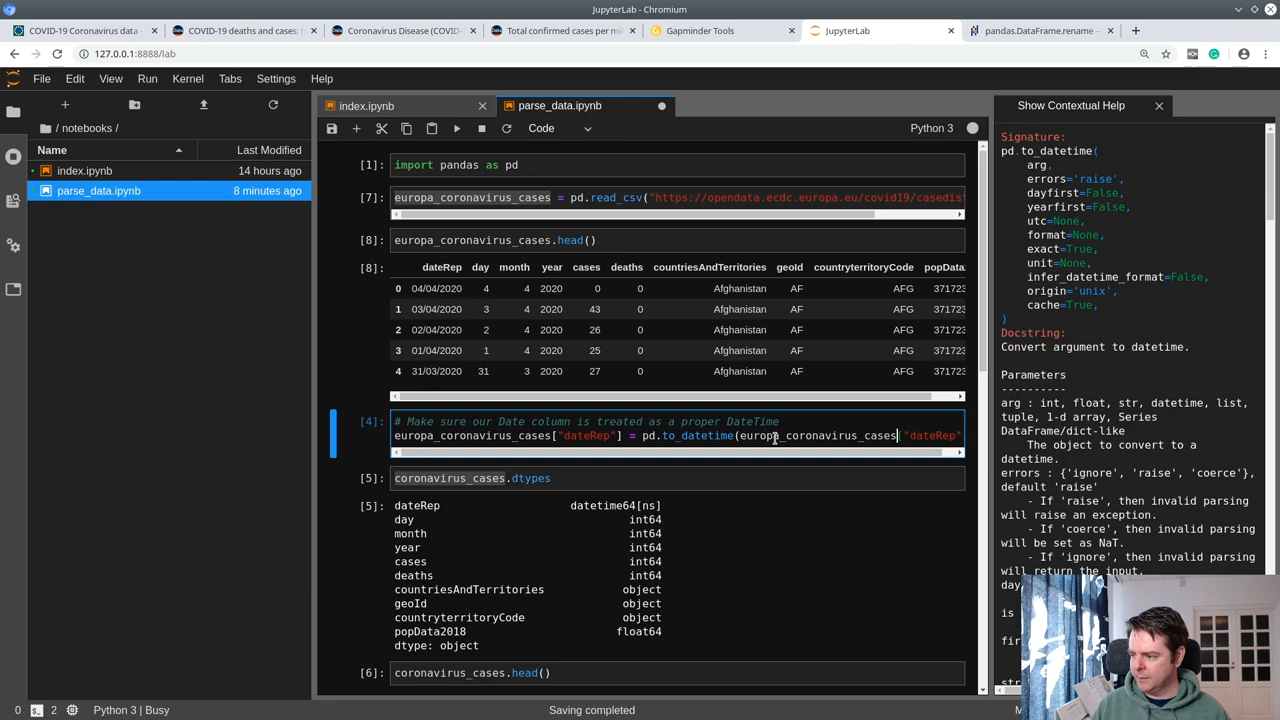 JupyterLab - Chromium
COVID-19 Coronavirus data -
COVID-19 deaths and cases:
Coronavirus Disease (COVID-
Total confirmed cases per mi
Gapminder Tools
JupyterLab
pandas.DataFrame.rename —
127.0.0.1:8888/lab
File Edit View Run Kernel Tabs Settings Help
index.ipynb
parse_data.ipynb
Show Contextual Help
/ notebooks /
Code
Python 3
Name Last Modified
index.ipynb 14 hours ago
parse_data.ipynb 8 minutes ago
[1]: import pandas as pd
[7]: europa_coronavirus_cases = pd.read_csv("https://opendata.ecdc.europa.eu/covid19/casedist
[8]: europa_coronavirus_cases.head()
[8]: dateRep day month year cases deaths countriesAndTerritories geoId countryterritoryCode popData
0 04/04/2020 4 4 2020 0 0 Afghanistan AF AFG 371723
1 03/04/2020 3 4 2020 43 0 Afghanistan AF AFG 371723
2 02/04/2020 2 4 2020 26 0 Afghanistan AF AFG 371723
3 01/04/2020 1 4 2020 25 0 Afghanistan AF AFG 371723
4 31/03/2020 31 3 2020 27 0 Afghanistan AF AFG 371723
[4]: # Make sure our Date column is treated as a proper DateTime
europa_coronavirus_cases["dateRep"] = pd.to_datetime(europa_coronavirus_cases["dateRep"
[5]: coronavirus_cases.dtypes
[5]: dateRep datetime64[ns]
day int64
month int64
year int64
cases int64
deaths int64
countriesAndTerritories object
geoId object
countryterritoryCode object
popData2018 float64
dtype: object
[6]: coronavirus_cases.head()
Signature:
pd.to_datetime(
arg,
errors='raise',
dayfirst=False,
yearfirst=False,
utc=None,
format=None,
exact=True,
unit=None,
infer_datetime_format=False,
origin='unix',
cache=True,
)
Docstring:
Convert argument to datetime.
Parameters
----------
arg : int, float, str, datetime, list,
tuple, 1-d array, Series
DataFrame/dict-like
The object to convert to a
datetime.
errors : {'ignore', 'raise', 'coerce'},
default 'raise'
- If 'raise', then invalid parsing
will raise an exception.
- If 'coerce', then invalid parsing
will be set as NaT.
- If 'ignore', then invalid parsing
will return the input.
is
0 2 Python 3 | Busy
Saving completed